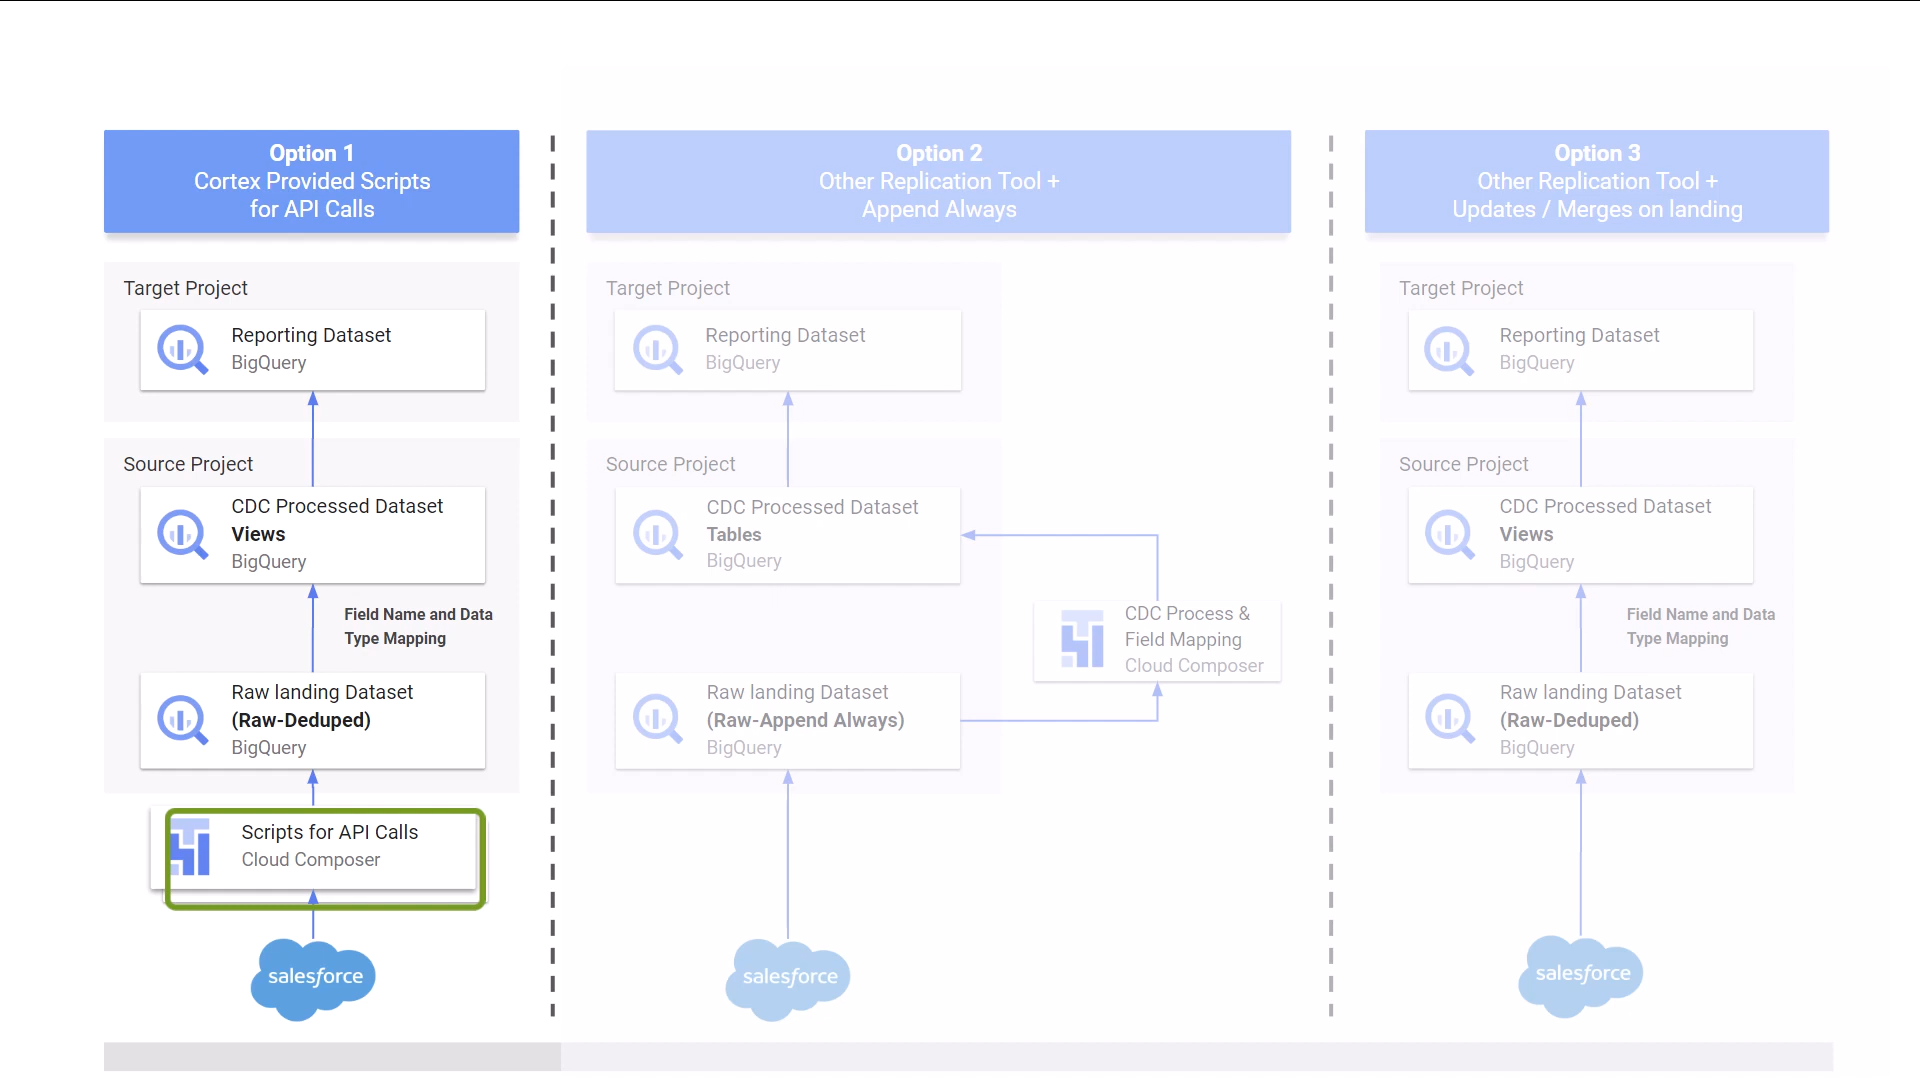 Option 1
Cortex Provided Scripts
for API Calls
Target Project
Reporting Dataset
BigQuery
Source Project
CDC Processed Dataset
Views
BigQuery
Field Name and Data
Type Mapping
Raw landing Dataset
(Raw-Deduped)
BigQuery
Scripts for API Calls
Cloud Composer
salesforce
Option 2
Other Replication Tool +
Append Always
Target Project
Reporting Dataset
BigQuery
Source Project
CDC Processed Dataset
Tables
BigQuery
CDC Process &
Field Mapping
Cloud Composer
Raw landing Dataset
(Raw-Append Always)
BigQuery
salesforce
Option 3
Other Replication Tool +
Updates / Merges on landing
Target Project
Reporting Dataset
BigQuery
Source Project
CDC Processed Dataset
Views
BigQuery
Field Name and Data
Type Mapping
Raw landing Dataset
(Raw-Deduped)
BigQuery
salesforce